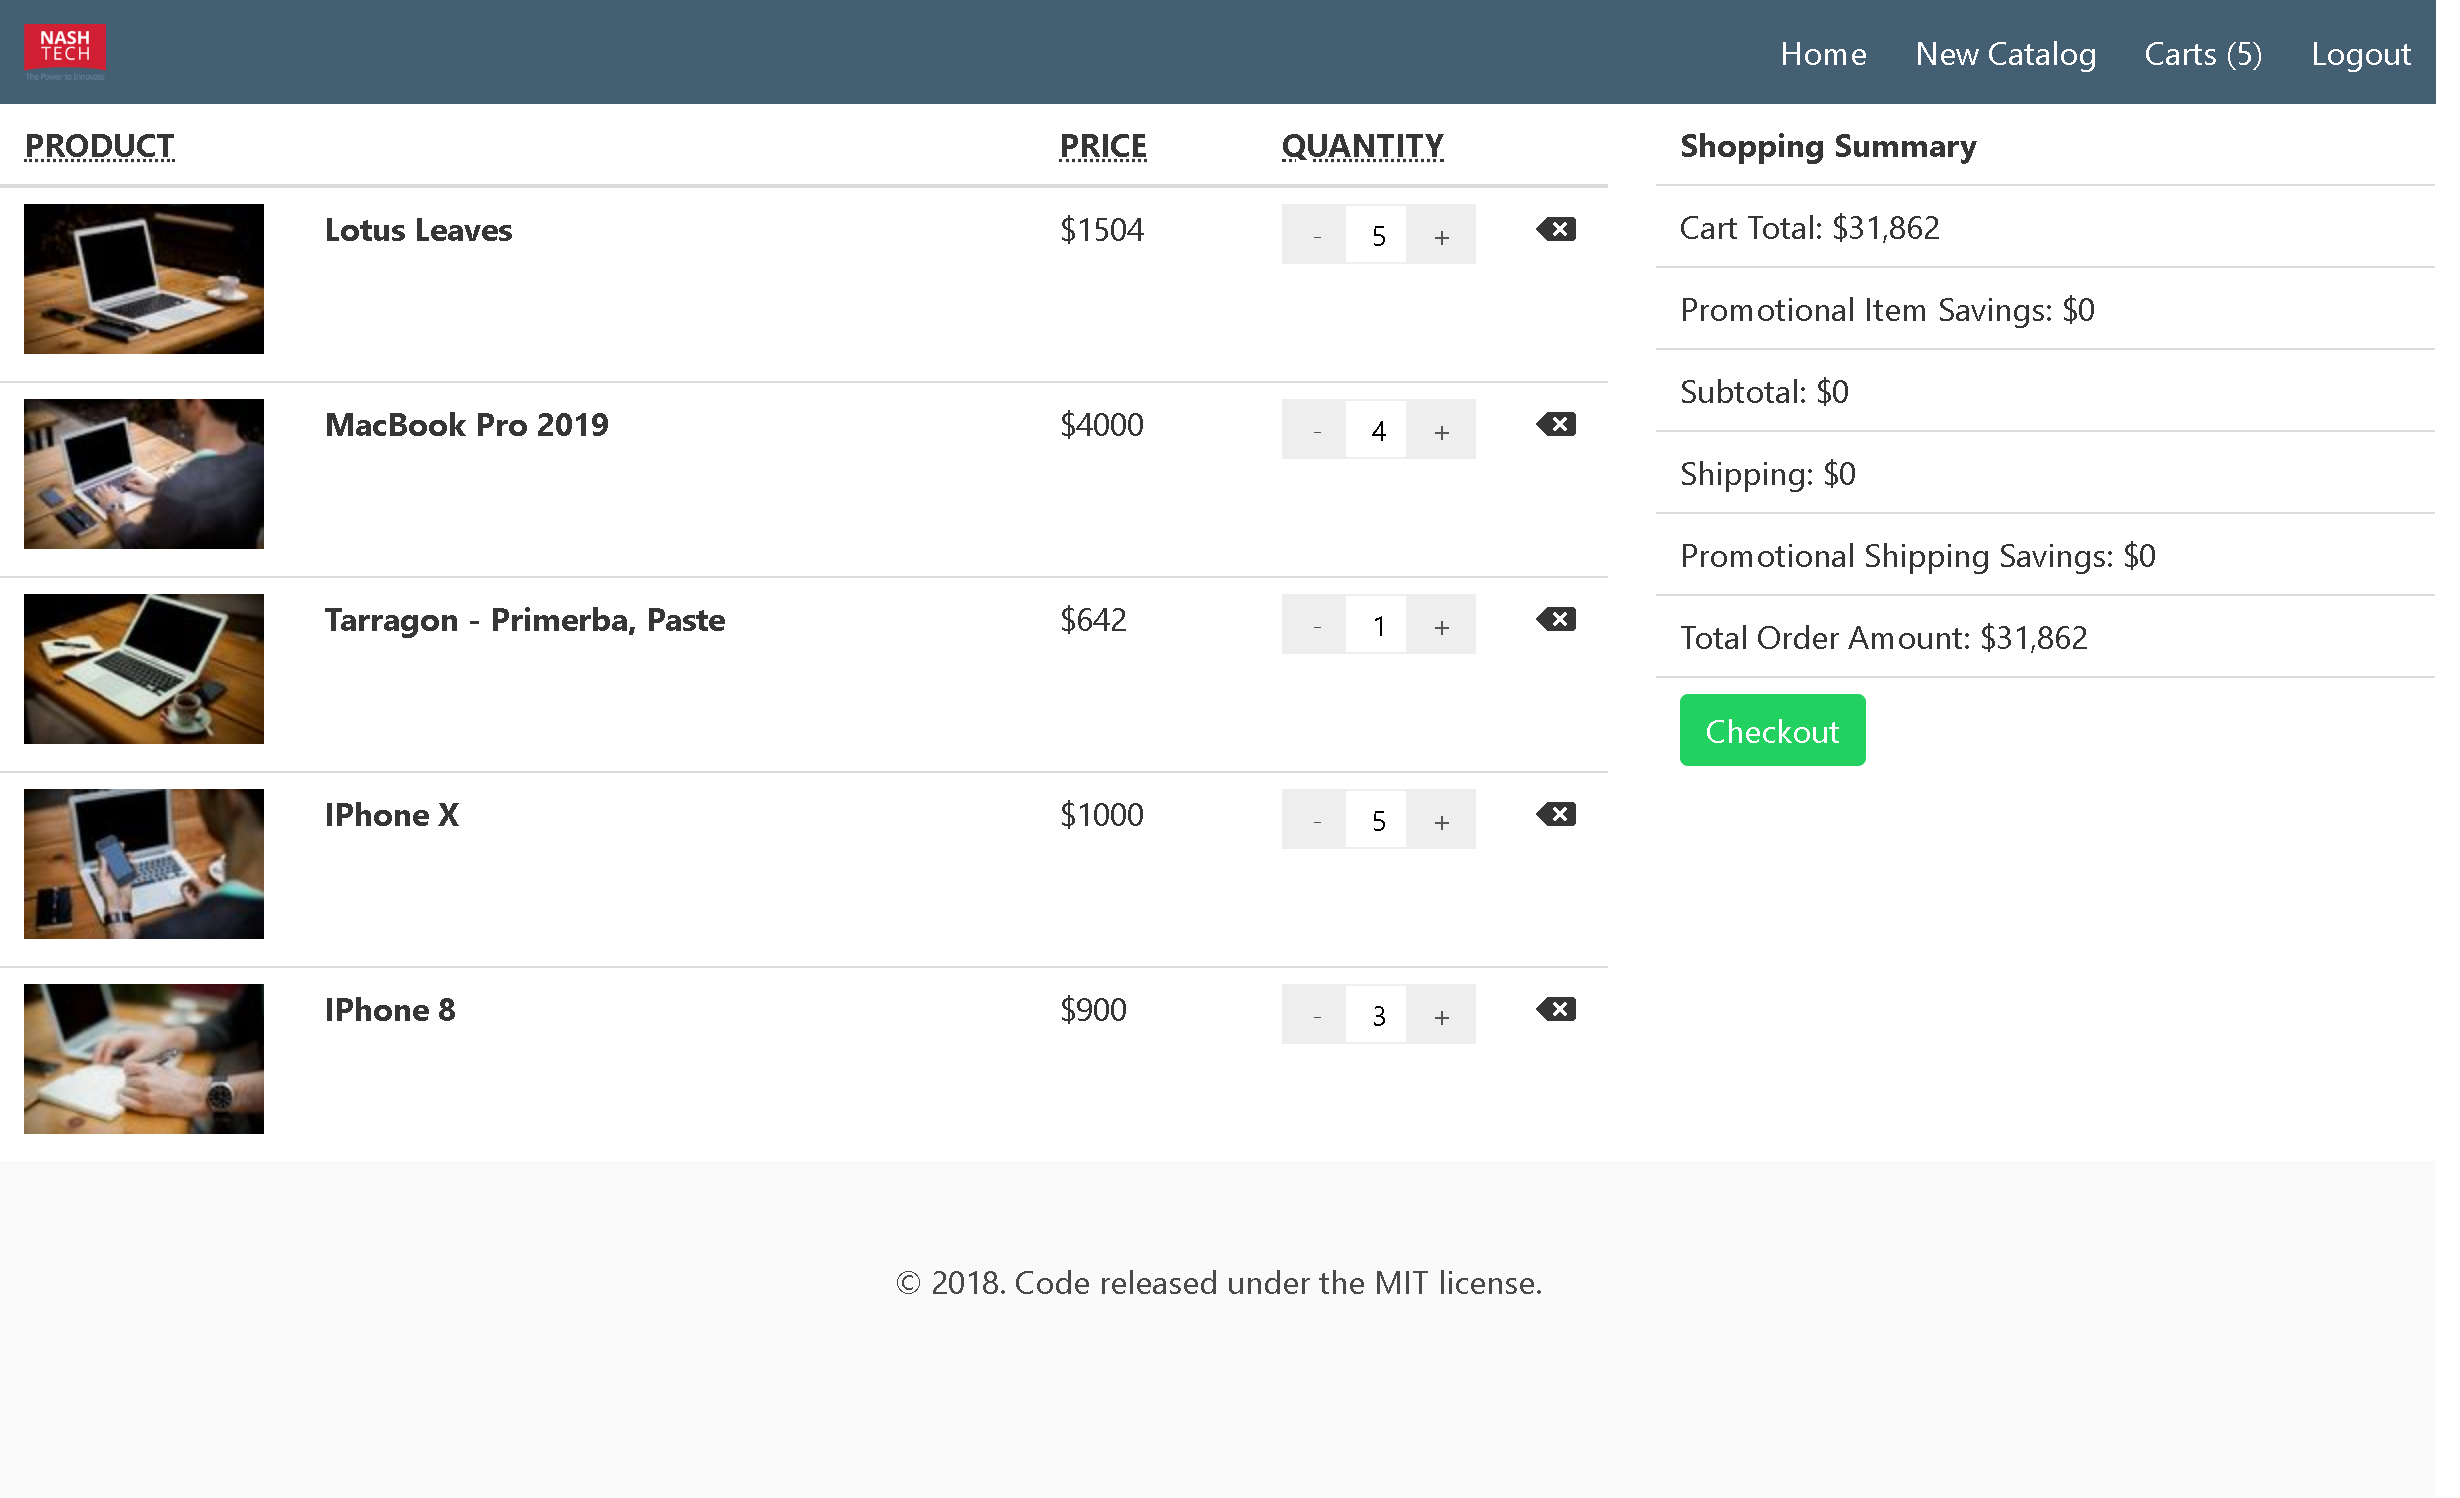 NASH
TECH
The Power to Innovate
Home New Catalog Carts (5) Logout
PRODUCT PRICE QUANTITY
Lotus Leaves $1504 - 5 +
MacBook Pro 2019 $4000 - 4 +
Tarragon - Primerba, Paste $642 - 1 +
IPhone X $1000 - 5 +
IPhone 8 $900 - 3 +
Shopping Summary
Cart Total: $31,862
Promotional Item Savings: $0
Subtotal: $0
Shipping: $0
Promotional Shipping Savings: $0
Total Order Amount: $31,862
Checkout
© 2018. Code released under the MIT license.